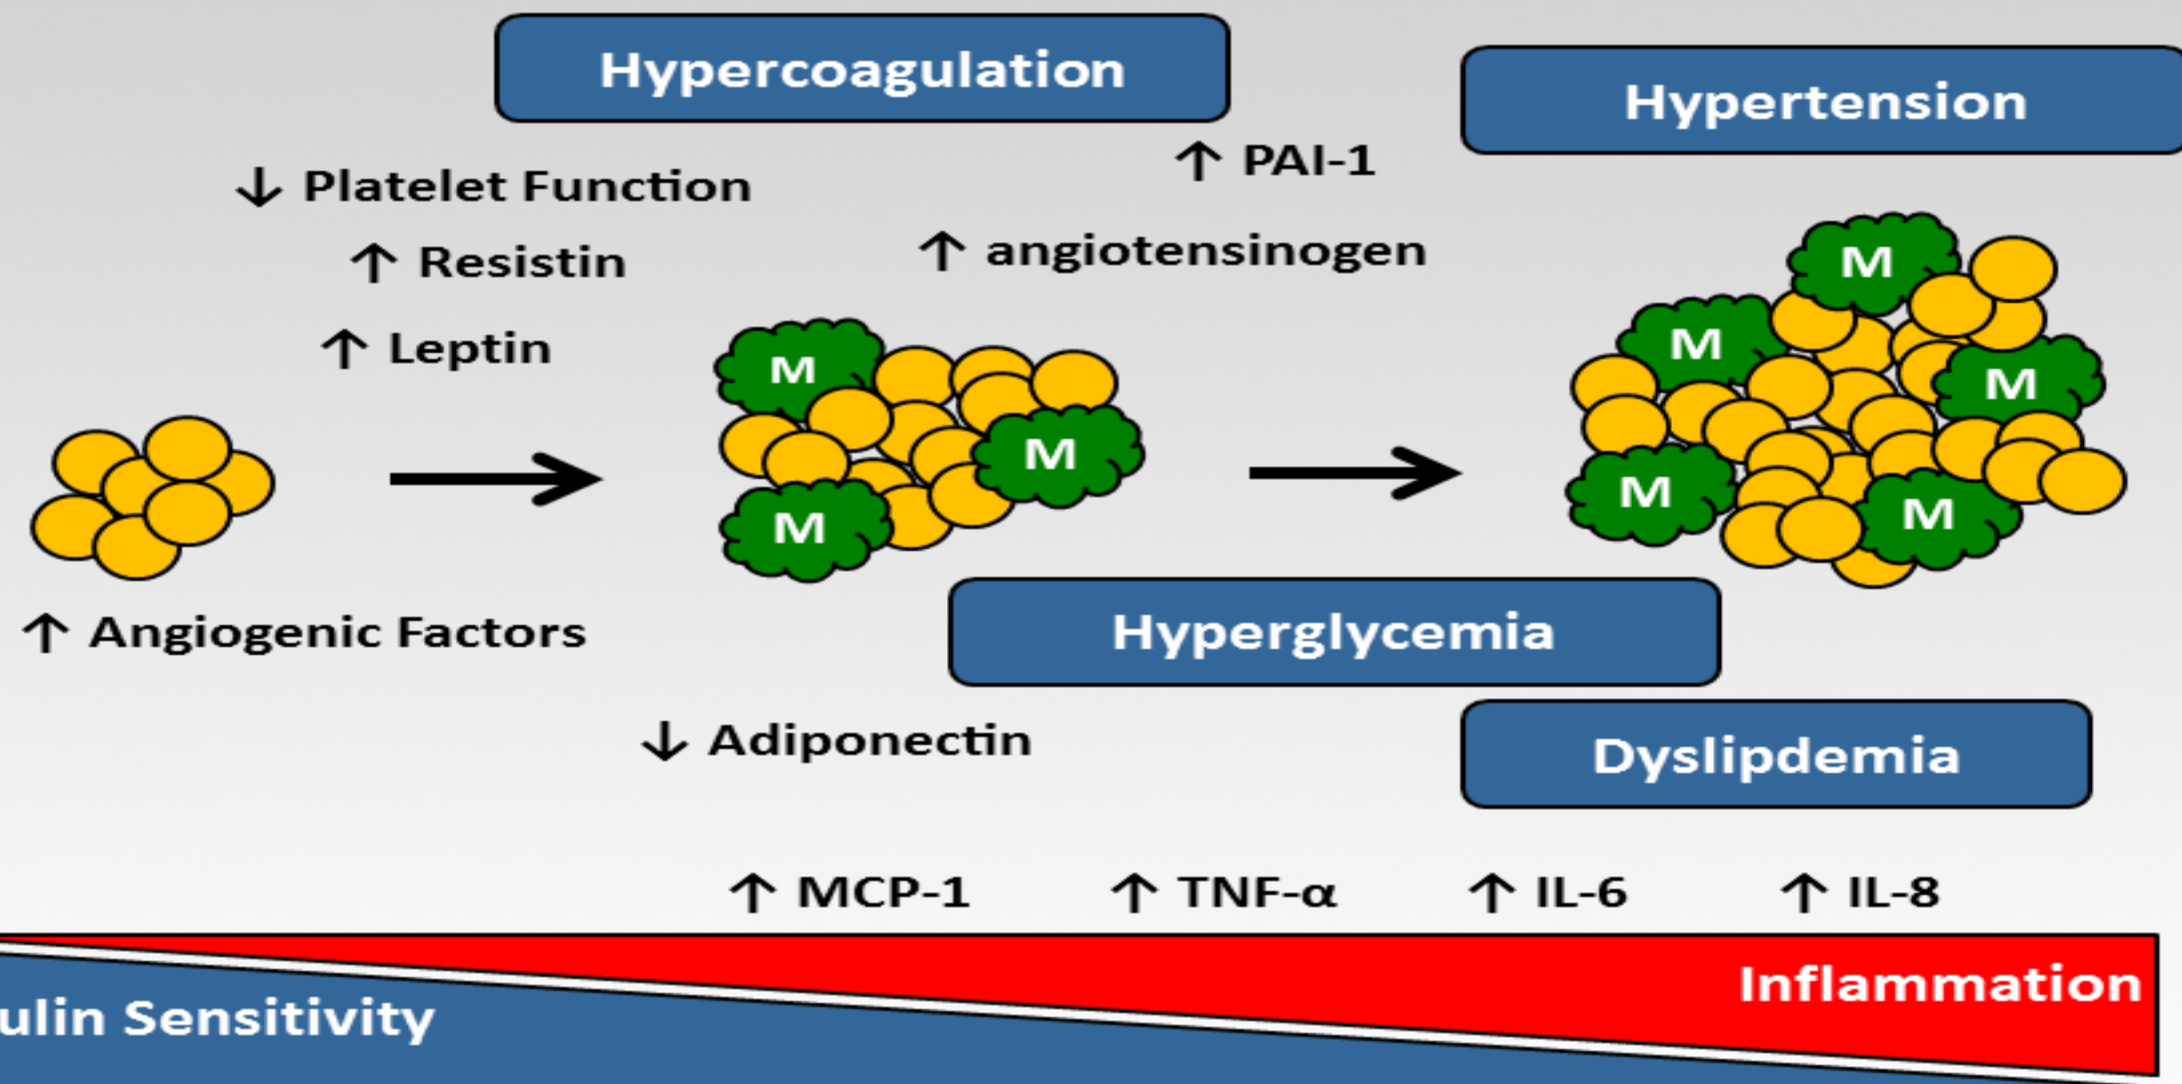 Hypercoagulation
Hypertension
↑ PAI-1
↓ Platelet Function
↑ angiotensinogen
↑ Resistin
↑ Leptin
M
M
M
M
M
M
M
M
↑ Angiogenic Factors
Hyperglycemia
↓ Adiponectin
Dyslipdemia
↑ MCP-1 ↑ TNF-α ↑ IL-6 ↑ IL-8
Inflammation
ulin Sensitivity